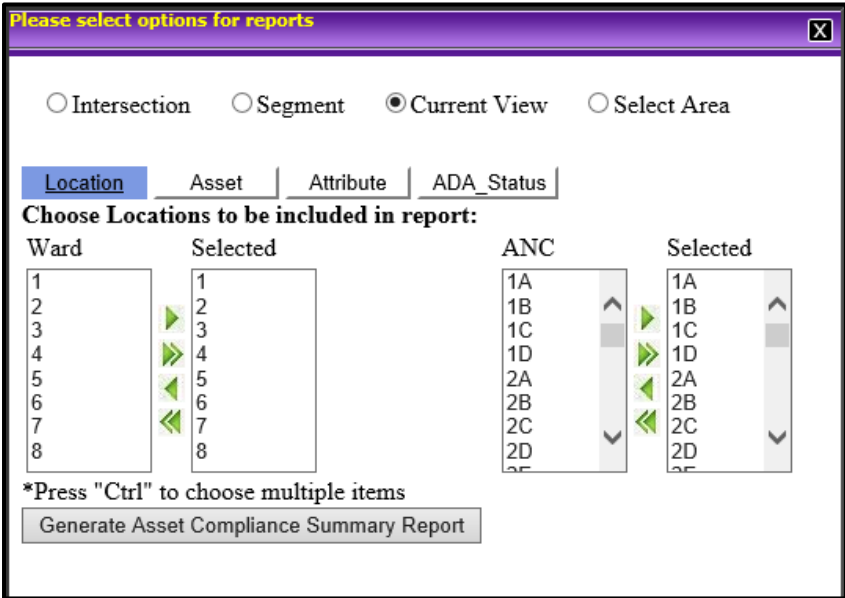 Please select options for reports
X
Intersection Segment Current View Select Area
Location Asset Attribute ADA_Status
Choose Locations to be included in report:
Ward Selected ANC Selected
1 1 1A 1A
2 2 1B 1B
3 3 1C 1C
4 4 1D 1D
5 5 2A 2A
6 6 2B 2B
7 7 2C 2C
8 8 2D 2D
*Press "Ctrl" to choose multiple items
Generate Asset Compliance Summary Report